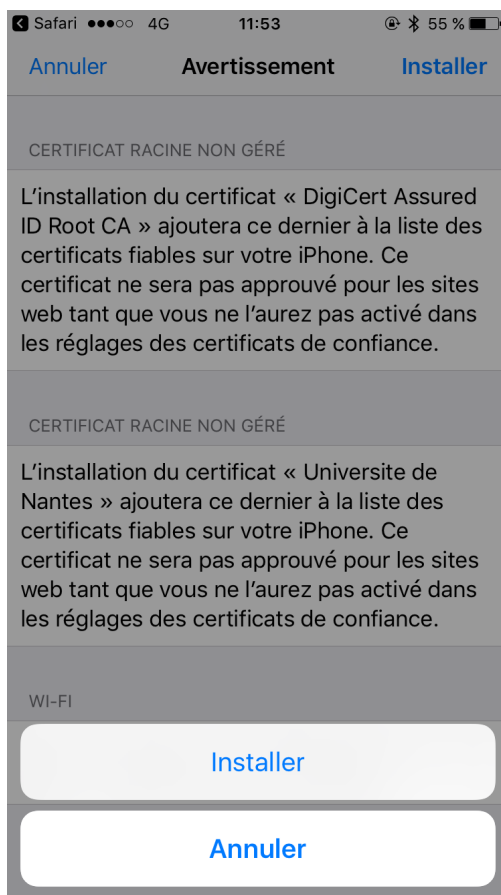 Safari 4G 11:53 55 %
Annuler Avertissement Installer
CERTIFICAT RACINE NON GÉRÉ
L’installation du certificat « DigiCert Assured
ID Root CA » ajoutera ce dernier à la liste des
certificats fiables sur votre iPhone. Ce
certificat ne sera pas approuvé pour les sites
web tant que vous ne l’aurez pas activé dans
les réglages des certificats de confiance.
CERTIFICAT RACINE NON GÉRÉ
L’installation du certificat « Universite de
Nantes » ajoutera ce dernier à la liste des
certificats fiables sur votre iPhone. Ce
certificat ne sera pas approuvé pour les sites
web tant que vous ne l’aurez pas activé dans
les réglages des certificats de confiance.
WI-FI
Installer
Annuler